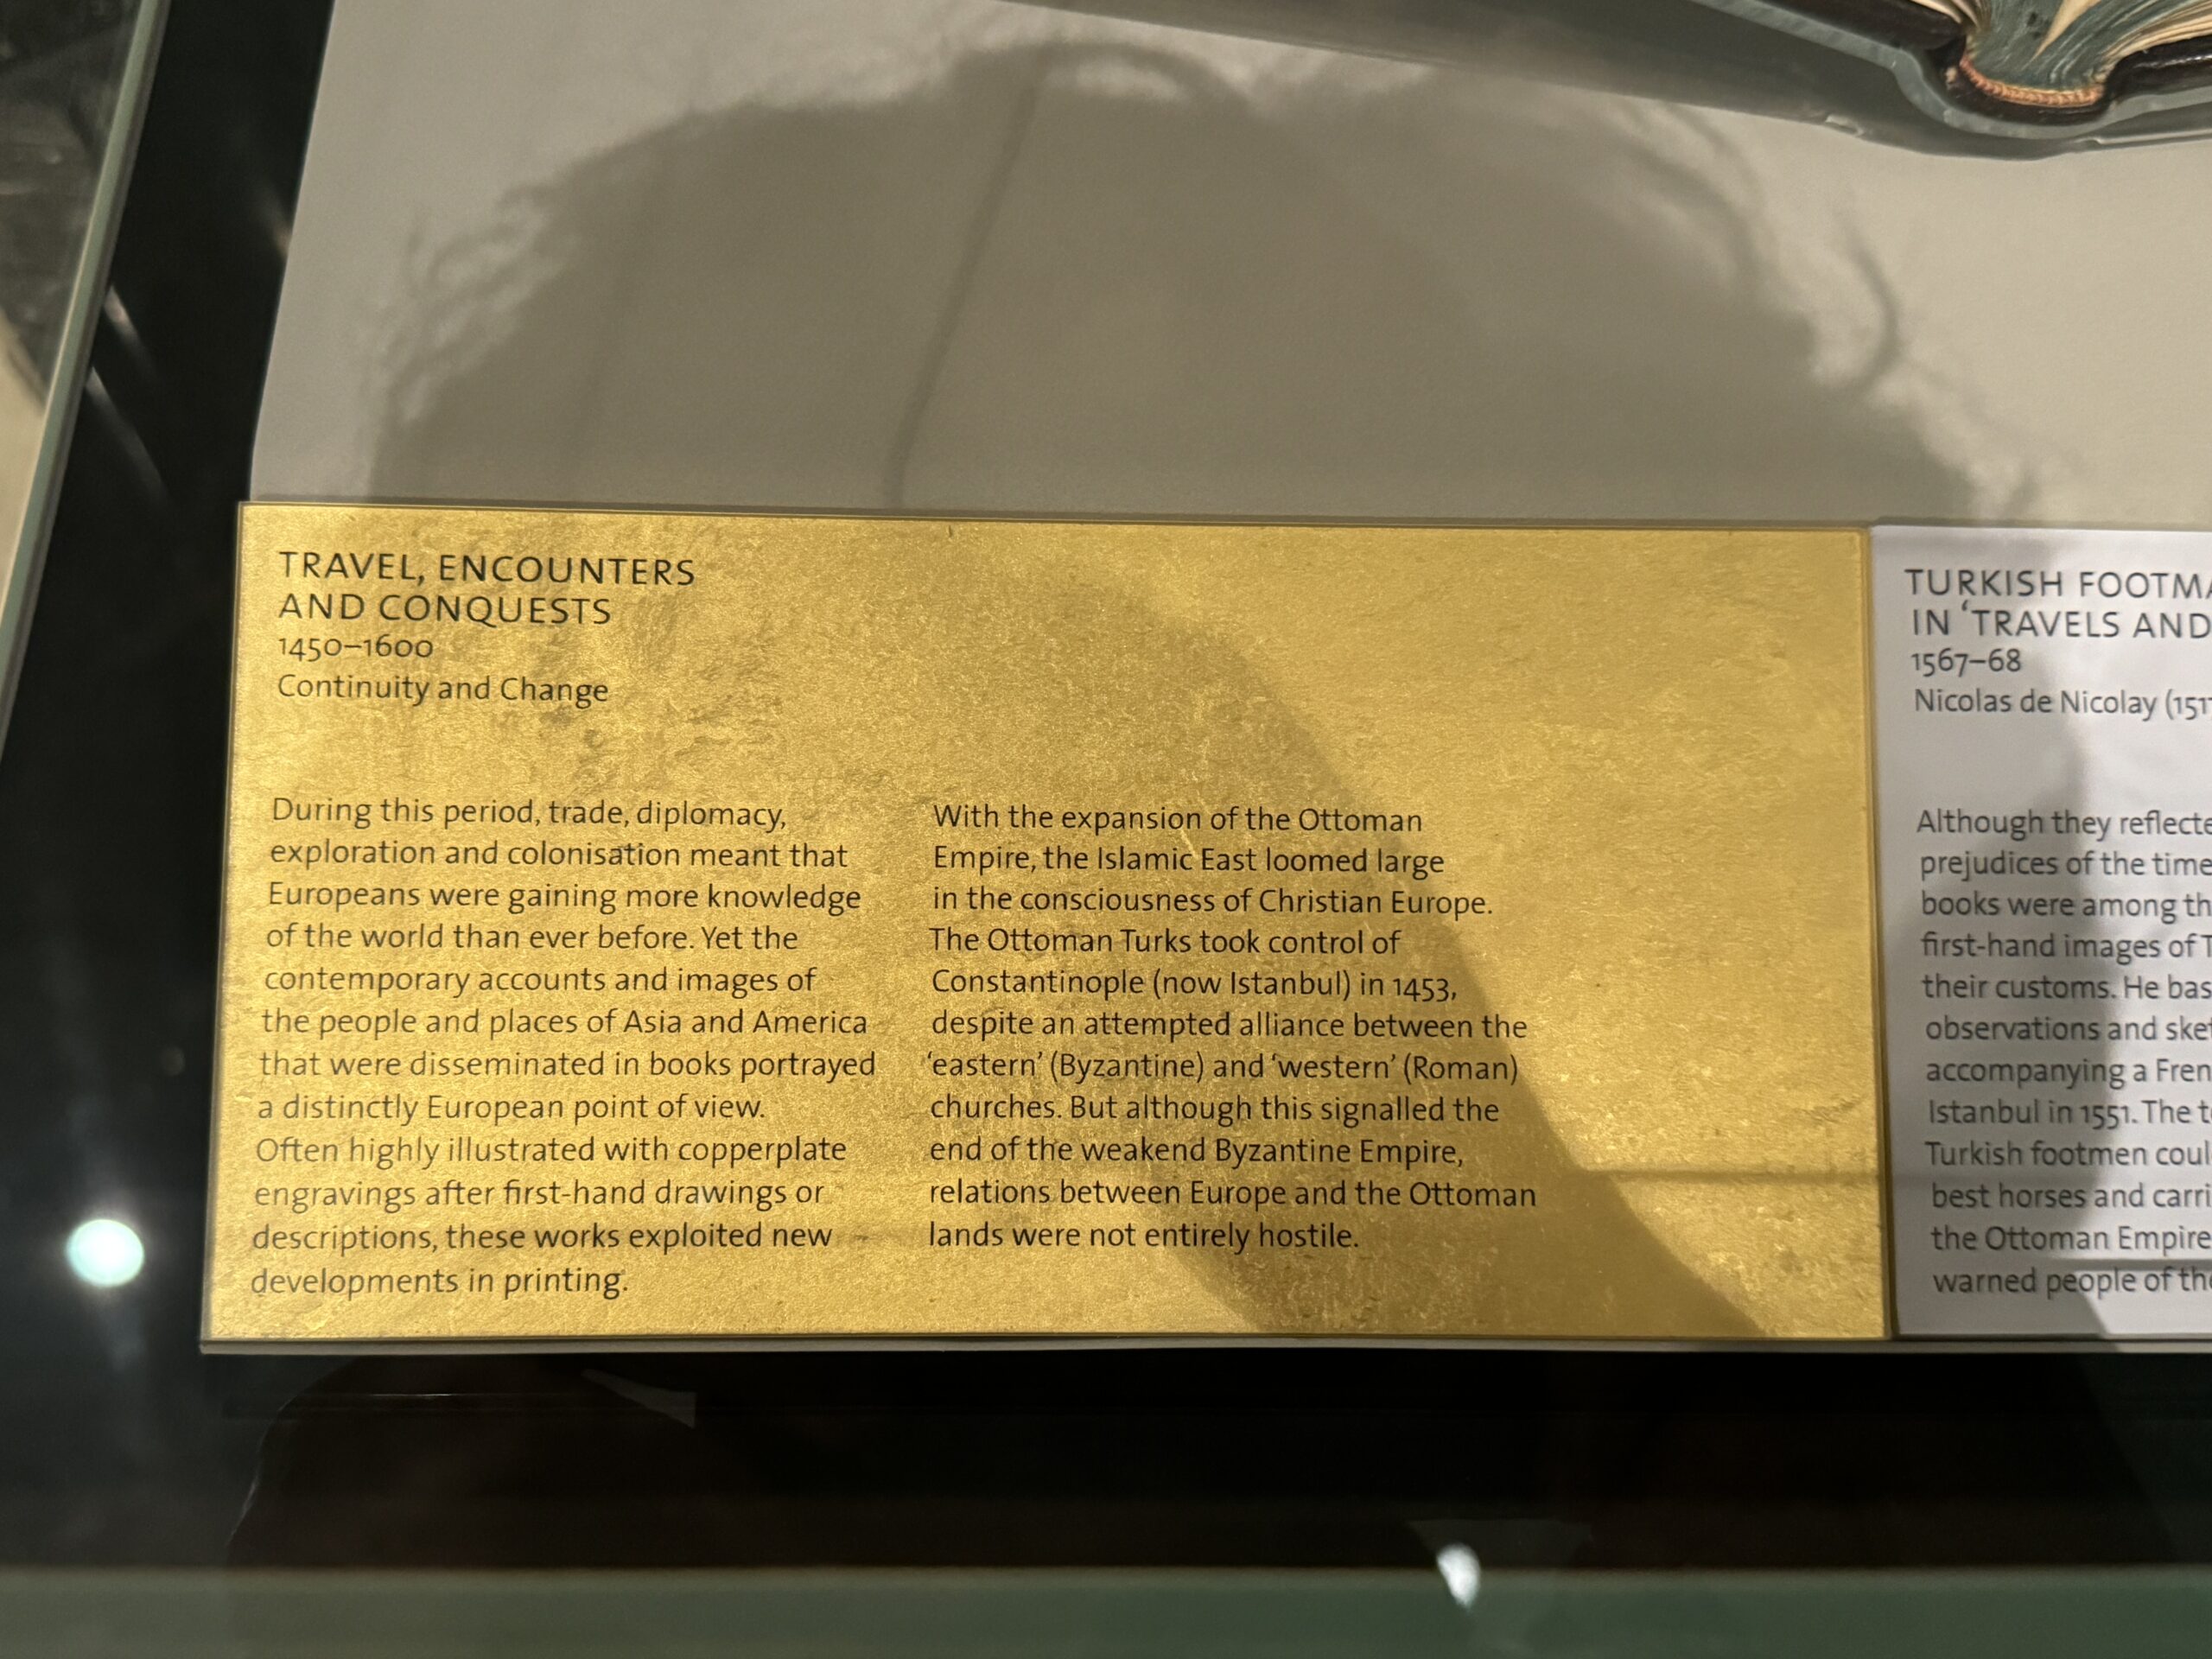 TRAVEL, ENCOUNTERS
AND CONQUESTS
1450–1600
Continuity and Change
During this period, trade, diplomacy,
exploration and colonisation meant that
Europeans were gaining more knowledge
of the world than ever before. Yet the
contemporary accounts and images of
the people and places of Asia and America
that were disseminated in books portrayed
a distinctly European point of view.
Often highly illustrated with copperplate
engravings after first-hand drawings or
descriptions, these works exploited new
developments in printing.
With the expansion of the Ottoman
Empire, the Islamic East loomed large
in the consciousness of Christian Europe.
The Ottoman Turks took control of
Constantinople (now Istanbul) in 1453,
despite an attempted alliance between the
‘eastern’ (Byzantine) and ‘western’ (Roman)
churches. But although this signalled the
end of the weakend Byzantine Empire,
relations between Europe and the Ottoman
lands were not entirely hostile.
TURKISH
IN ‘TRAVELS AND
1567–68
Nicolas de Nicolay
Although they
prejudices of the time
books were among
first-hand images of
their customs. He
observations and
accompanying a
Istanbul in 1551. The
Turkish footmen
best horses and
the Ottoman Empire
warned people of